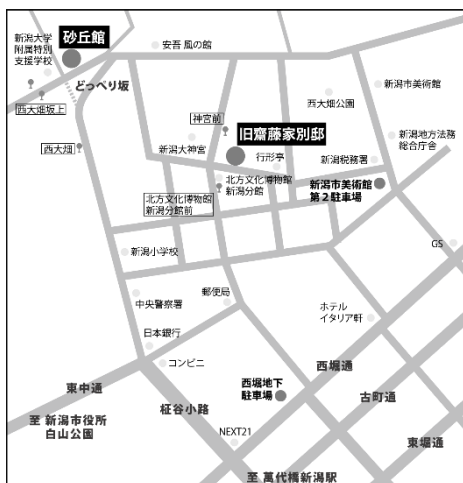 新潟大学
附属特別
支援学校
砂丘館
安吾 風の館
どっぺり坂
西大畑坂上
西大畑
神宮前
旧齋藤家別邸
新潟大神宮
行形亭
西大畑公園
新潟市美術館
新潟地方法務
総合庁舎
新潟税務署
新潟市美術館
第2駐車場
北方文化博物館
新潟分館
北方文化博物館
新潟分館前
新潟小学校
GS
中央警察署
郵便局
ホテル
イタリア軒
日本銀行
コンビニ
西堀通
東中通
柾谷小路
西堀地下
駐車場
古町通
至 新潟市役所
白山公園
NEXT21
東堀通
至 萬代橋新潟駅